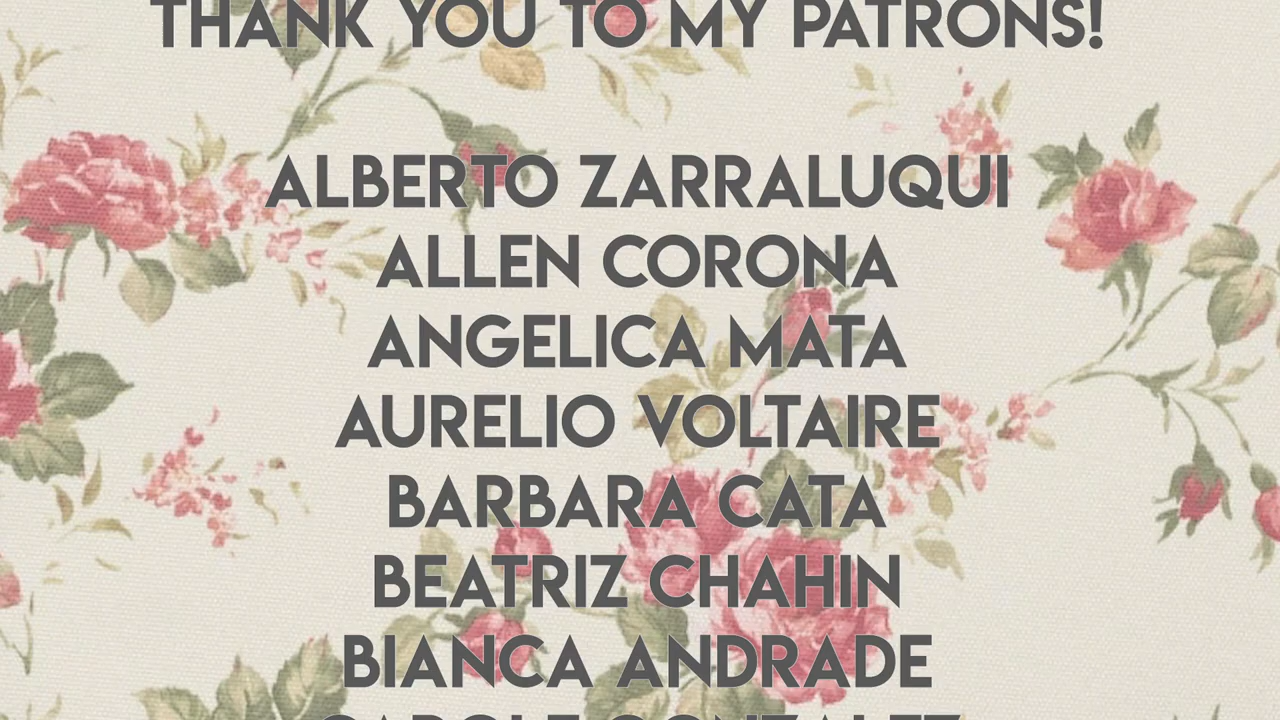 THANK YOU TO MY PATRONS!
ALBERTO ZARRALUQUI
ALLEN CORONA
ANGELICA MATA
AURELIO VOLTAIRE
BARBARA CATA
BEATRIZ CHAHIN
BIANCA ANDRADE